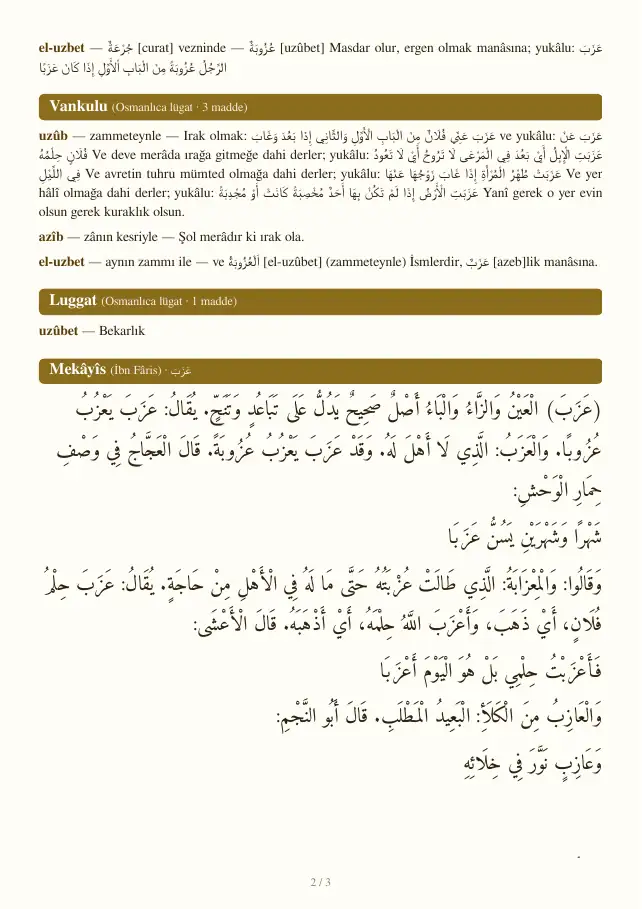 el-uzbet — جُرْعَةٌ [curat] vezninde — عُزُوبَةٌ [uzûbet] Masdar olur, ergen olmak manâsına; yukâlu: عَزَبَ
الرَّجُلُ عُزُوبَةً مِنَ الْبَابِ اْلأَوَّلِ إِذَا كَانَ عَزَبًا
Vankulu (Osmanlıca lügat · 3 madde)
uzûb — zammeteynle — Irak olmak: عَزَبَ عَنِّي فُلَانٌ مِنَ الْبَابِ الْأَوَّلِ وَالثَّانِي إِذَا بَعُدَ وَغَابَ ve yukâlu: عَزَبَ عَنْ
فُلَانٍ حِلْمُهُ Ve deve merâda ırağa gitmeğe dahi derler; yukâlu: عَزَبَتِ الْإِبِلُ أَيْ بَعُدَ فِي الْمَرْعَى لَا تَرُوحُ أَيْ لَا تَعُودُ
فِي اللَّيْلِ Ve avretin tuhru mümted olmağa dahi derler; yukâlu: عَزَبَتْ طُهْرُ الْمَرْأَةِ إِذَا غَابَ زَوْجُهَا عَنْهَا Ve yer
hâlî olmağa dahi derler; yukâlu: عَزَبَتِ الْأَرْضُ إِذَا لَمْ تَكُنْ بِهَا أَحَدٌ مُخْصِبَةً كَانَتْ أَوْ مُجْدِبَةً Yanî gerek o yer evin
olsun gerek kuraklık olsun.
azîb — zânın kesriyle — Şol merâdır ki ırak ola.
el-uzbet — aynın zammı ile — ve اَلْعُزُوبَةُ [el-uzûbet] (zammeteynle) İsmlerdir, عَزَبٌ [azeb]lik manâsına.
Luggat (Osmanlıca lügat · 1 madde)
uzûbet — Bekarlık
Mekâyîs (İbn Fâris) · عَزَبَ
(عَزَبَ) الْعَيْنُ وَالزَّاءُ وَالْبَاءُ أَصْلٌ صَحِيحٌ يَدُلُّ عَلَى تَبَاعُدٍ وَتَنَحٍّ. يُقَالُ: عَزَبَ يَعْزُبُ
عُزُوبًا. وَالْعَزَبُ: الَّذِي لَا أَهْلَ لَهُ. وَقَدْ عَزَبَ يَعْزُبُ عُزُوبَةً. قَالَ الْعَجَّاجُ فِي وَصْفِ
حِمَارِ الْوَحْشِ:
شَهْرًا وَشَهْرَيْنِ يَسُنُّ عَزَبَا
وَقَالُوا: وَالْمِعْزَابَةُ: الَّذِي طَالَتْ عُزْبَتُهُ حَتَّى مَا لَهُ فِي الْأَهْلِ مِنْ حَاجَةٍ. يُقَالُ: عَزَبَ حِلْمُ
فُلَانٍ، أَيْ ذَهَبَ، وَأَعْزَبَ اللَّهُ حِلْمَهُ، أَيْ أَذْهَبَهُ. قَالَ الْأَعْشَى:
فَأَعْزَبْتُ حِلْمِي بَلْ هُوَ الْيَوْمَ أَعْزَبَا
وَالْعَازِبُ مِنَ الْكَلَأِ: الْبَعِيدُ الْمَطْلَبِ. قَالَ أَبُو النَّجْمِ:
وَعَازِبٍ نَوَّرَ فِي خِلَائِهِ
2 / 3